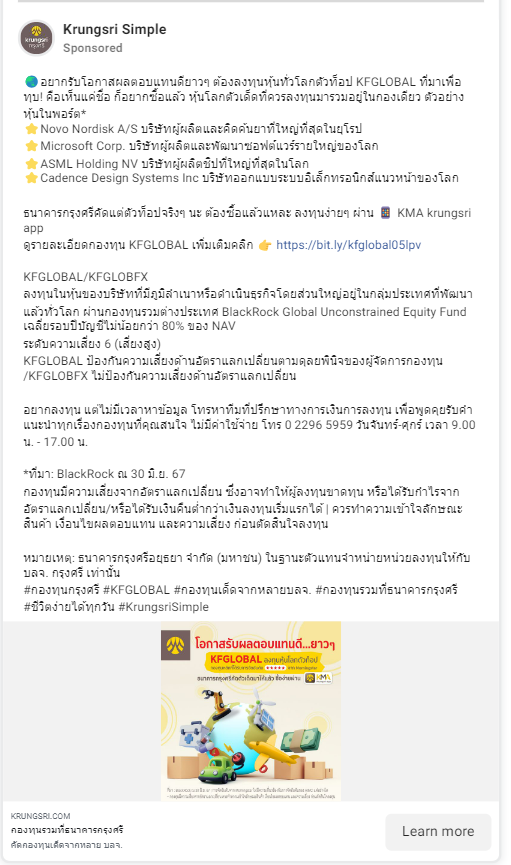 Krungsri Simple
Sponsored
🌏 อยากรับโอกาสผลตอบแทนดียาวๆ ต้องลงทุนหุ้นทั่วโลกตัวท็อป KFGLOBAL ที่มาเพื่อ
ทุบ! คือเห็นแค่ชื่อ ก็อยากซื้อแล้ว หุ้นโลกตัวเด็ดที่ควรลงทุนมารวมอยู่ในกองเดียว ตัวอย่าง
หุ้นในพอร์ต*
⭐ Novo Nordisk A/S บริษัทผู้ผลิตและคิดค้นยาที่ใหญ่ที่สุดในยุโรป
⭐ Microsoft Corp. บริษัทผู้ผลิตและพัฒนาซอฟต์แวร์รายใหญ่ของโลก
⭐ ASML Holding NV บริษัทผู้ผลิตชิปที่ใหญ่ที่สุดในโลก
⭐ Cadence Design Systems Inc บริษัทออกแบบระบบอิเล็กทรอนิกส์แนวหน้าของโลก
ธนาคารกรุงศรีคัดแต่ตัวท็อปจริงๆ นะ ต้องซื้อแล้วแหละ ลงทุนง่ายๆ ผ่าน 📱 KMA krungsri
app
ดูรายละเอียดกองทุน KFGLOBAL เพิ่มเติมคลิก 👉 https://bit.ly/kfglobal05lpv
KFGLOBAL/KFGLOBFX
ลงทุนในหุ้นของบริษัทที่มีภูมิลำเนาหรือดำเนินธุรกิจโดยส่วนใหญ่อยู่ในกลุ่มประเทศที่พัฒนา
แล้วทั่วโลก ผ่านกองทุนรวมต่างประเทศ BlackRock Global Unconstrained Equity Fund
เฉลี่ยรอบปีบัญชีไม่น้อยกว่า 80% ของ NAV
ระดับความเสี่ยง 6 (เสี่ยงสูง)
KFGLOBAL ป้องกันความเสี่ยงด้านอัตราแลกเปลี่ยนตามดุลยพินิจของผู้จัดการกองทุน
/KFGLOBFX ไม่ป้องกันความเสี่ยงด้านอัตราแลกเปลี่ยน
อยากลงทุน แต่ไม่มีเวลาหาข้อมูล โทรหาทีมที่ปรึกษาทางการเงินการลงทุน เพื่อพูดคุยรับคำ
แนะนำทุกเรื่องกองทุนที่คุณสนใจ ไม่มีค่าใช้จ่าย โทร 0 2296 5959 วันจันทร์-ศุกร์ เวลา 9.00
น. - 17.00 น.
*ที่มา: BlackRock ณ 30 มิ.ย. 67
กองทุนมีความเสี่ยงจากอัตราแลกเปลี่ยน ซึ่งอาจทำให้ผู้ลงทุนขาดทุน หรือได้รับกำไรจาก
อัตราแลกเปลี่ยน/หรือได้รับเงินคืนต่ำกว่าเงินลงทุนเริ่มแรกได้ | ควรทำความเข้าใจลักษณะ
สินค้า เงื่อนไขผลตอบแทน และความเสี่ยง ก่อนตัดสินใจลงทุน
หมายเหตุ: ธนาคารกรุงศรีอยุธยา จำกัด (มหาชน) ในฐานะตัวแทนจำหน่ายหน่วยลงทุนให้กับ
บลจ. กรุงศรี เท่านั้น
#กองทุนกรุงศรี #KFGLOBAL #กองทุนเด็ดจากหลายบลจ. #กองทุนรวมที่ธนาคารกรุงศรี
#ชีวิตง่ายได้ทุกวัน #KrungsriSimple
โอกาสรับผลตอบแทนดี...ยาวๆ
KFGLOBAL ลงทุนหุ้นโลกตัวท็อป
ธนาคารกรุงศรีคัดตัวเด็ดมาให้แล้ว ซื้อง่ายผ่าน KMA
KRUNGSRI.COM
กองทุนรวมที่ธนาคารกรุงศรี
คัดกองทุนเด็ดจากหลาย บลจ.
Learn more